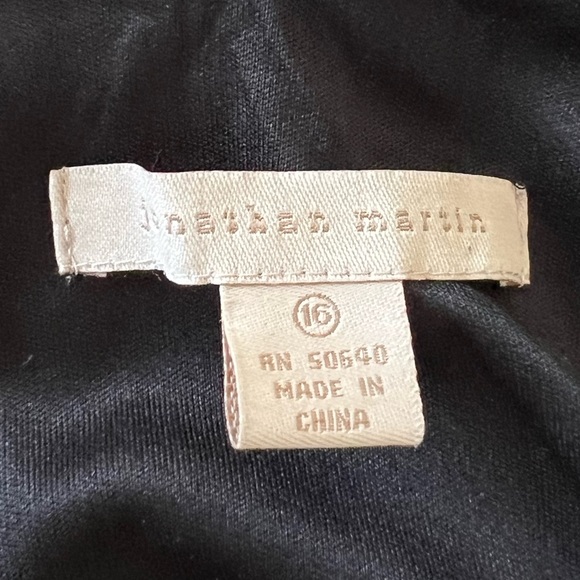 jonathan martin
16
RN 50640
MADE IN
CHINA